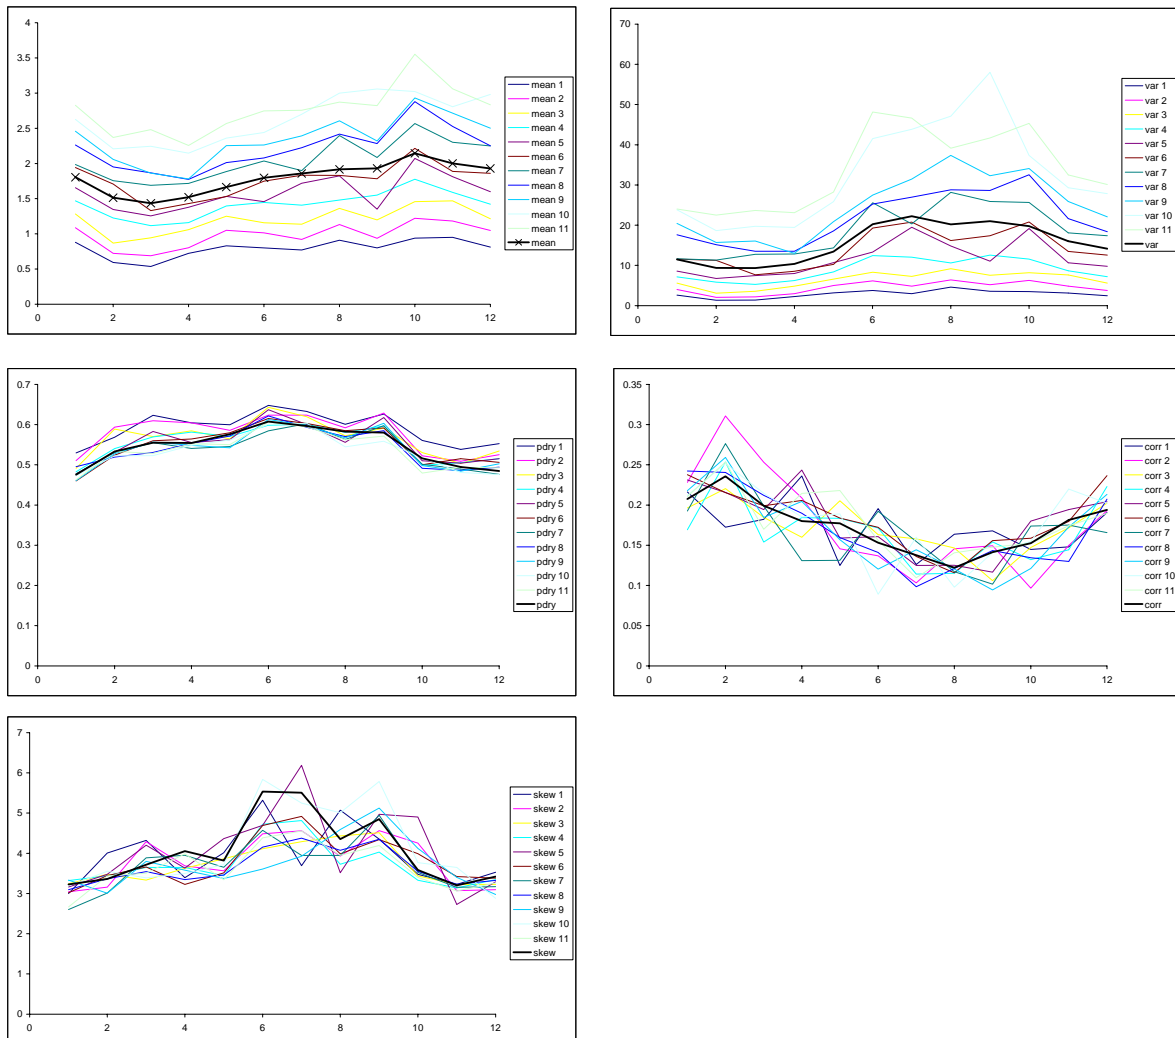 4
3.5
3
2.5
2
1.5
1
0.5
0
0 2 4 6 8 10 12
mean 1
mean 2
mean 3
mean 4
mean 5
mean 6
mean 7
mean 8
mean 9
mean 10
mean 11
mean
70
60
50
40
30
20
10
0
0 2 4 6 8 10 12
var 1
var 2
var 3
var 4
var 5
var 6
var 7
var 8
var 9
var 10
var 11
var
0.7
0.6
0.5
0.4
0.3
0.2
0.1
0
0 2 4 6 8 10 12
pdry 1
pdry 2
pdry 3
pdry 4
pdry 5
pdry 6
pdry 7
pdry 8
pdry 9
pdry 10
pdry 11
pdry
0.35
0.3
0.25
0.2
0.15
0.1
0.05
0
0 2 4 6 8 10 12
corr 1
corr 2
corr 3
corr 4
corr 5
corr 6
corr 7
corr 8
corr 9
corr 10
corr 11
corr
7
6
5
4
3
2
1
0
0 2 4 6 8 10 12
skew 1
skew 2
skew 3
skew 4
skew 5
skew 6
skew 7
skew 8
skew 9
skew 10
skew 11
skew